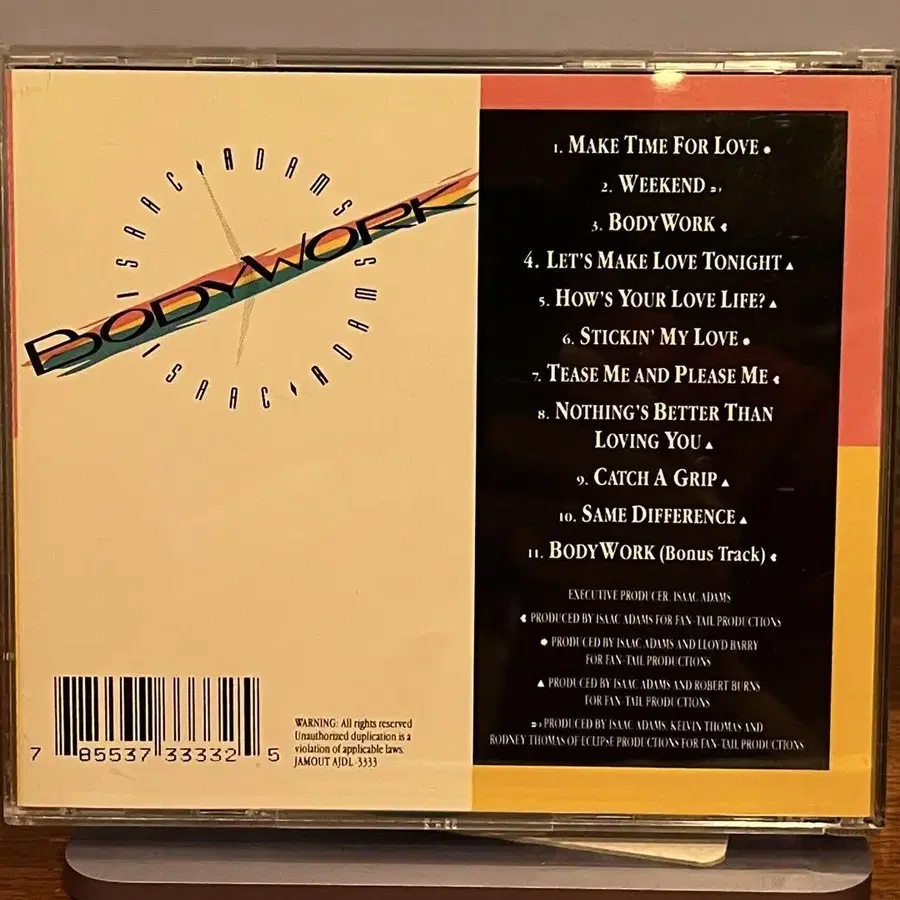 ISAAC ADAMS
BODYWORK
ISAAC ADAMS
1. MAKE TIME FOR LOVE
2. WEEKEND
3. BODYWORK
4. LET'S MAKE LOVE TONIGHT ▲
5. HOW'S YOUR LOVE LIFE? ▲
6. STICKIN' MY LOVE
7. TEASE ME AND PLEASE ME
8. NOTHING'S BETTER THAN
LOVING YOU ▲
9. CATCH A GRIP ▲
10. SAME DIFFERENCE ▲
11. BODYWORK (Bonus Track)
EXECUTIVE PRODUCER: ISAAC ADAMS
PRODUCED BY ISAAC ADAMS FOR FAN-TAIL PRODUCTIONS
PRODUCED BY ISAAC ADAMS AND LLOYD BARRY
FOR FAN-TAIL PRODUCTIONS
▲ PRODUCED BY ISAAC ADAMS AND ROBERT BURNS
FOR FAN-TAIL PRODUCTIONS
PRODUCED BY ISAAC ADAMS, KELVIN THOMAS AND
RODNEY THOMAS OF ECLIPSE PRODUCTIONS FOR FAN-TAIL PRODUCTIONS
7 85537 33332 5
WARNING: All rights reserved
Unauthorized duplication is a
violation of applicable laws.
JAMOUT AJDL-3333